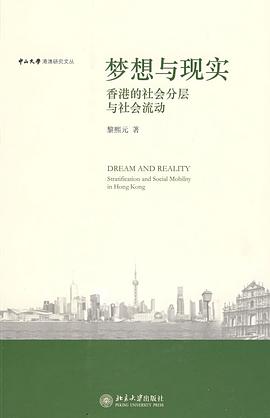 中山大学 港澳研究文丛
梦想与现实
香港的社会分层
与社会流动
黎熙元 著
DREAM AND REALITY
Stratification and Social Mobility
in Hong Kong
北京大学出版社
PEKING UNIVERSITY PRESS